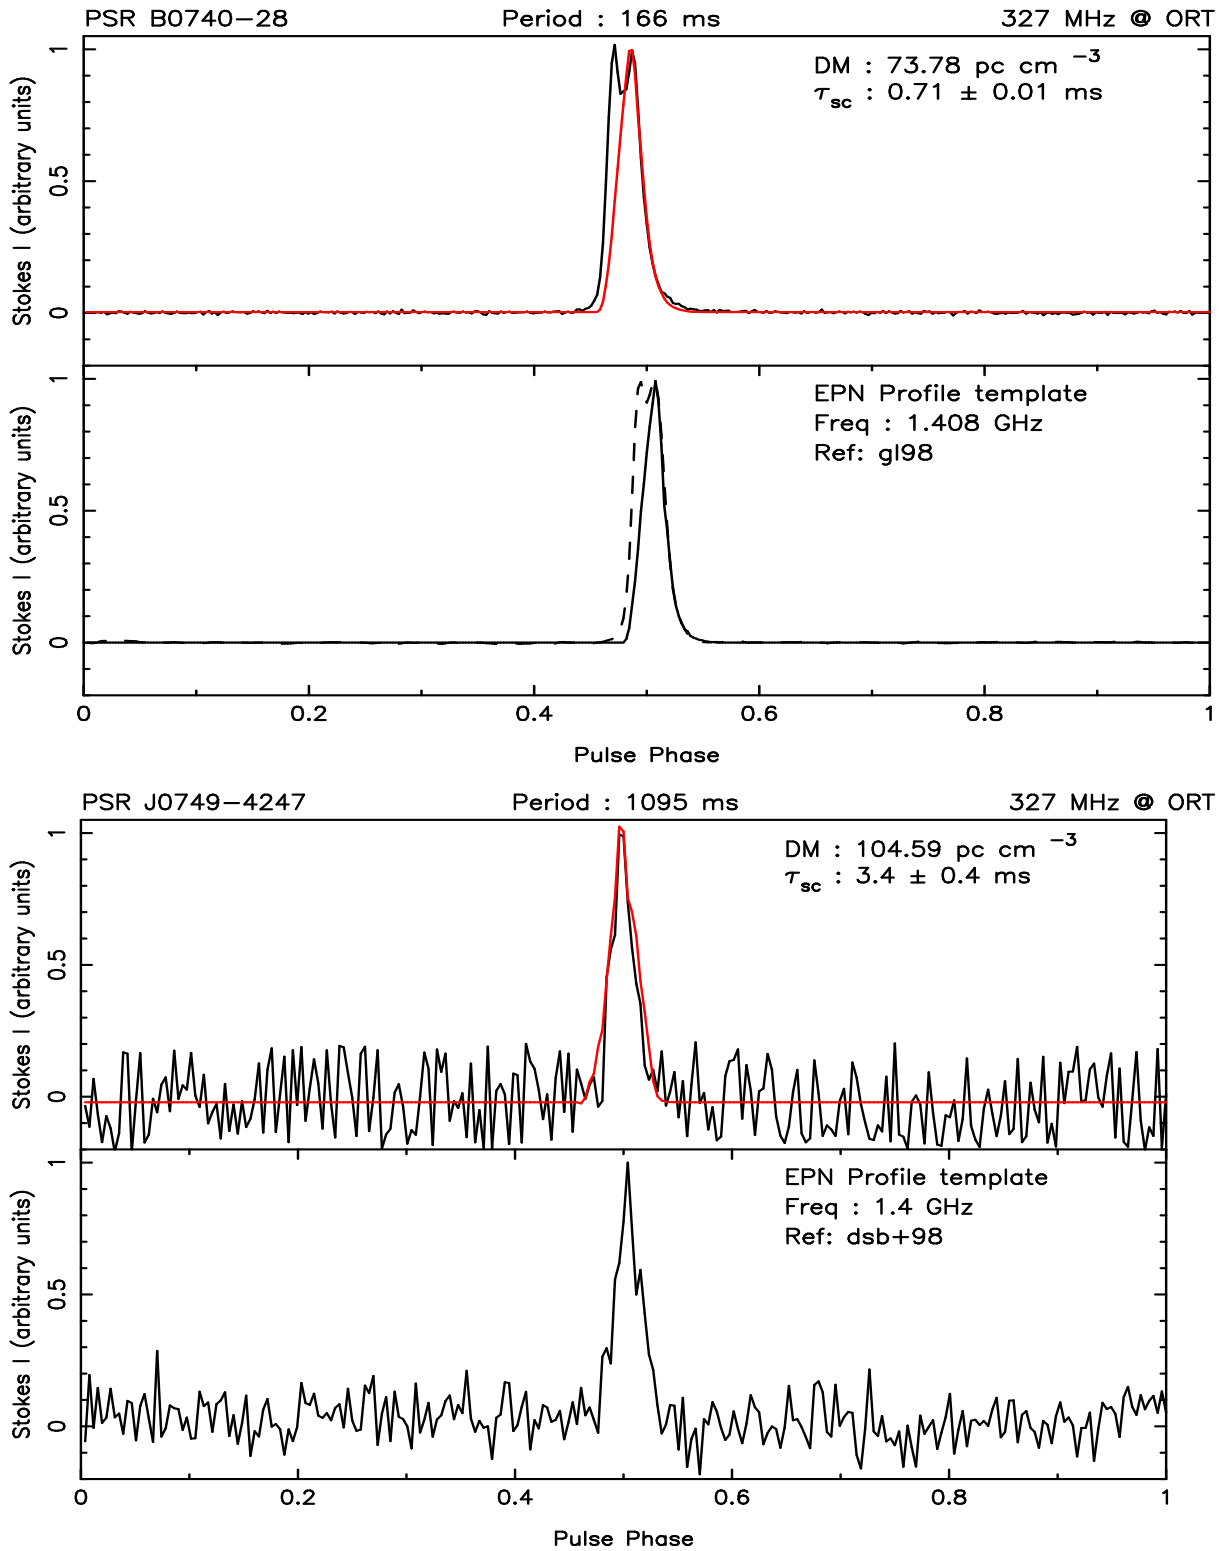 PSR B0740−28 Period : 166 ms 327 MHz @ ORT
DM : 73.78 pc cm −3
τsc : 0.71 ± 0.01 ms
1
0.5
0
Stokes I (arbitrary units)
EPN Profile template
Freq : 1.408 GHz
Ref: gl98
1
0.5
0
Stokes I (arbitrary units)
0 0.2 0.4 0.6 0.8 1
Pulse Phase
PSR J0749−4247 Period : 1095 ms 327 MHz @ ORT
DM : 104.59 pc cm −3
τsc : 3.4 ± 0.4 ms
1
0.5
0
Stokes I (arbitrary units)
EPN Profile template
Freq : 1.4 GHz
Ref: dsb+98
1
0.5
0
Stokes I (arbitrary units)
0 0.2 0.4 0.6 0.8 1
Pulse Phase